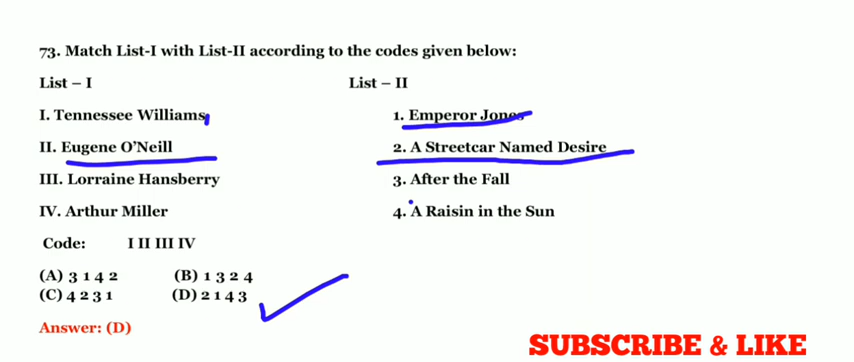 73. Match List-I with List-II according to the codes given below:
List – I List – II
I. Tennessee Williams, 1. Emperor Jones
II. Eugene O’Neill 2. A Streetcar Named Desire
III. Lorraine Hansberry 3. After the Fall
IV. Arthur Miller 4. A Raisin in the Sun
Code: I II III IV
(A) 3 1 4 2 (B) 1 3 2 4
(C) 4 2 3 1 (D) 2 1 4 3
Answer: (D)
SUBSCRIBE & LIKE